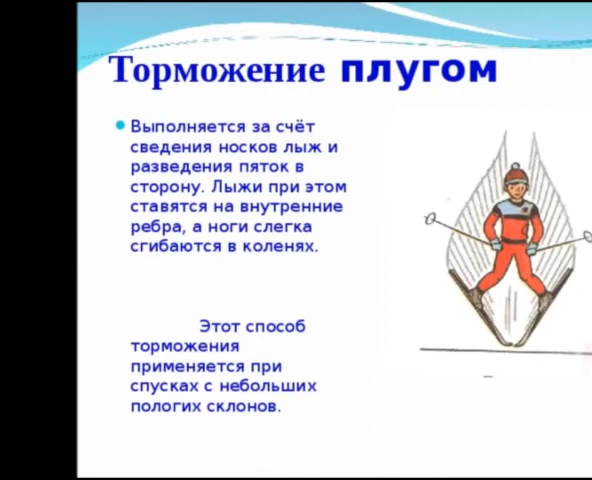 Торможение плугом
Выполняется за счёт
сведения носков лыж и
разведения пяток в
сторону. Лыжи при этом
ставятся на внутренние
ребра, а ноги слегка
сгибаются в коленях.
Этот способ
торможения
применяется при
спусках с небольших
пологих склонов.